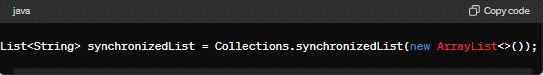 java
Copy code
List<String> synchronizedList = Collections.synchronizedList(new ArrayList<>());